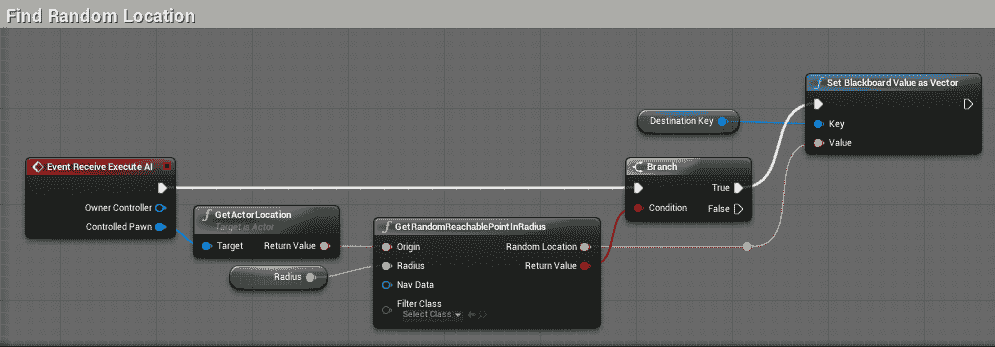 Find Random Location
Set Blackboard Value as Vector
Key
Value
Destination Key
Event Receive Execute AI
Owner Controller
Controlled Pawn
Branch
True
Condition
False
GetActorLocation
Target is Actor
Target
Return Value
Radius
GetRandomReachablePointInRadius
Origin
Random Location
Radius
Return Value
Nav Data
Filter Class
Select Class